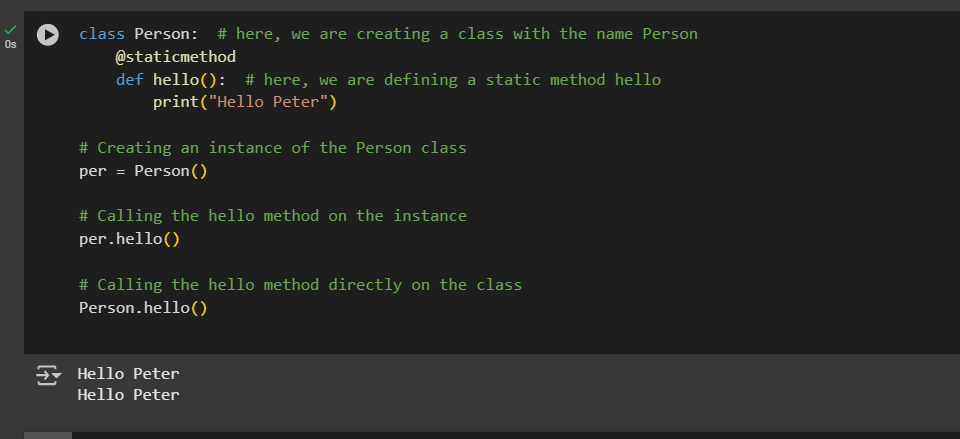 class Person:  # here, we are creating a class with the name Person
    @staticmethod
    def hello():  # here, we are defining a static method hello
        print("Hello Peter")

# Creating an instance of the Person class
per = Person()

# Calling the hello method on the instance
per.hello()

# Calling the hello method directly on the class
Person.hello()
0s
Hello Peter
Hello Peter